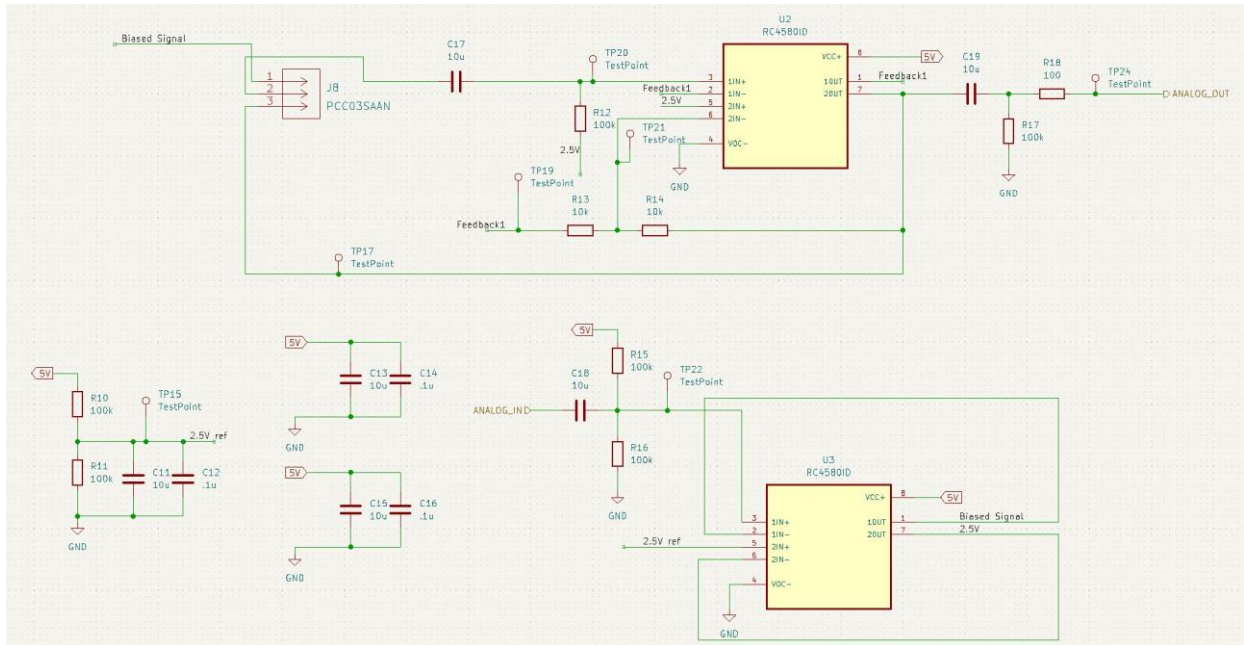 Biased Signal
1
2
3
J8
PCC03SAAN
C17
10u
TP20
TestPoint
R12
100k
2.5V
Feedback1
2.5V
TP21
TestPoint
U2
RC4580ID
3
2
5
6
4
1IN+
1IN-
2IN+
2IN-
VOC-
VCC+
1OUT
2OUT
8
1
7
5V
Feedback1
GND
C19
10u
R18
100
TP24
TestPoint
ANALOG_OUT
R17
100k
GND
TP19
TestPoint
Feedback1
R13
10k
R14
10k
TP17
TestPoint
5V
R10
100k
TP15
TestPoint
2.5V ref
R11
100k
C11
10u
C12
.1u
GND
5V
C13
10u
C14
.1u
GND
5V
C15
10u
C16
.1u
GND
5V
R15
100k
C18
10u
TP22
TestPoint
ANALOG_IN
R16
100k
GND
2.5V ref
U3
RC4580ID
3
2
5
6
4
1IN+
1IN-
2IN+
2IN-
VOC-
VCC+
1OUT
2OUT
8
1
7
5V
Biased Signal
2.5V
GND